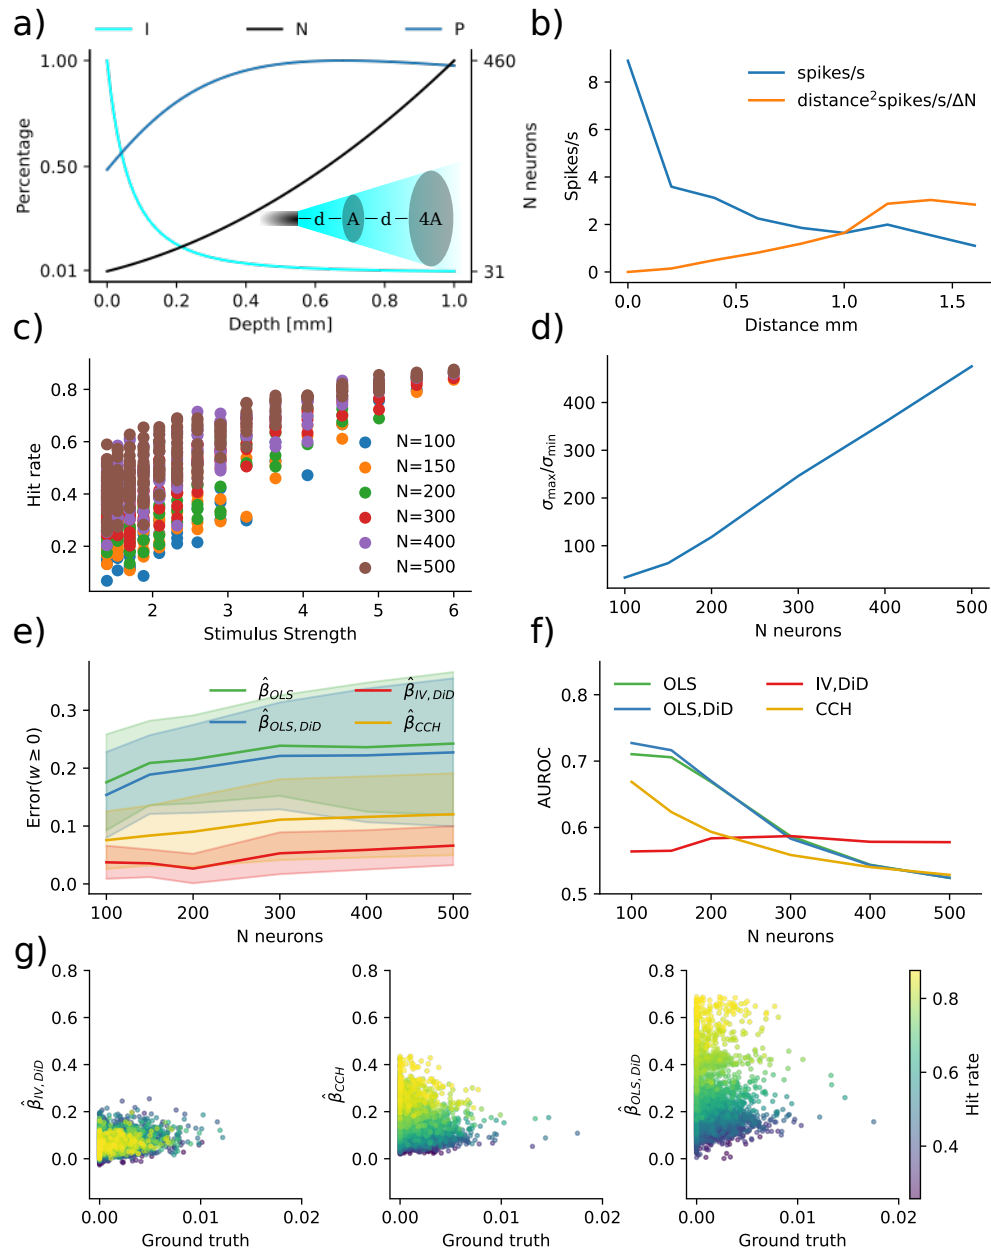 a)
I N P
1.00
0.50
0.01
Percentage
460
31
N neurons
d A d 4A
0.0 0.2 0.4 0.6 0.8 1.0
Depth [mm]
b)
spikes/s
distance²spikes/s/ΔN
8
6
4
2
0
Spikes/s
0.0 0.5 1.0 1.5
Distance mm
c)
0.8
0.6
0.4
0.2
Hit rate
N=100
N=150
N=200
N=300
N=400
N=500
2 3 4 5 6
Stimulus Strength
d)
400
300
200
100
σmax/σmin
100 200 300 400 500
N neurons
e)
0.3
0.2
0.1
0.0
Error(w ≥ 0)
β̂OLS β̂IV,DiD
β̂OLS,DiD β̂CCH
100 200 300 400 500
N neurons
f)
0.8
0.7
0.6
0.5
AUROC
OLS IV,DiD
OLS,DiD CCH
100 200 300 400 500
N neurons
g)
0.8
0.6
0.4
0.2
0.0
β̂IV,DiD
0.00 0.01 0.02
Ground truth
0.8
0.6
0.4
0.2
0.0
β̂CCH
0.00 0.01 0.02
Ground truth
0.8
0.6
0.4
0.2
0.0
β̂OLS,DiD
0.00 0.01 0.02
Ground truth
0.8
0.6
0.4
Hit rate